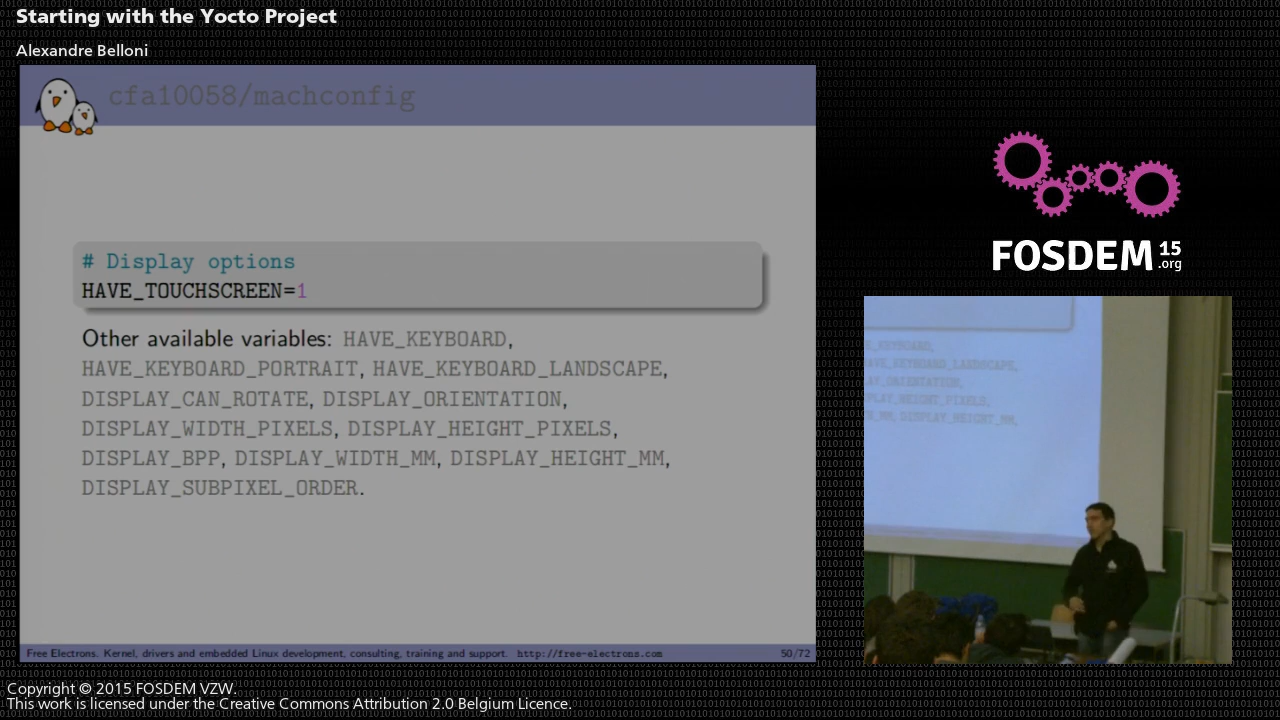 Starting with the Yocto Project
Alexandre Belloni
cfa10058/machconfig
# Display options
HAVE_TOUCHSCREEN=1
Other available variables: HAVE_KEYBOARD,
HAVE_KEYBOARD_PORTRAIT, HAVE_KEYBOARD_LANDSCAPE,
DISPLAY_CAN_ROTATE, DISPLAY_ORIENTATION,
DISPLAY_WIDTH_PIXELS, DISPLAY_HEIGHT_PIXELS,
DISPLAY_BPP, DISPLAY_WIDTH_MM, DISPLAY_HEIGHT_MM,
DISPLAY_SUBPIXEL_ORDER.
Free Electrons. Kernel, drivers and embedded Linux development, consulting, training and support. http://free-electrons.com 50/72
FOSDEM 15
.org
Copyright © 2015 FOSDEM VZW.
This work is licensed under the Creative Commons Attribution 2.0 Belgium Licence.